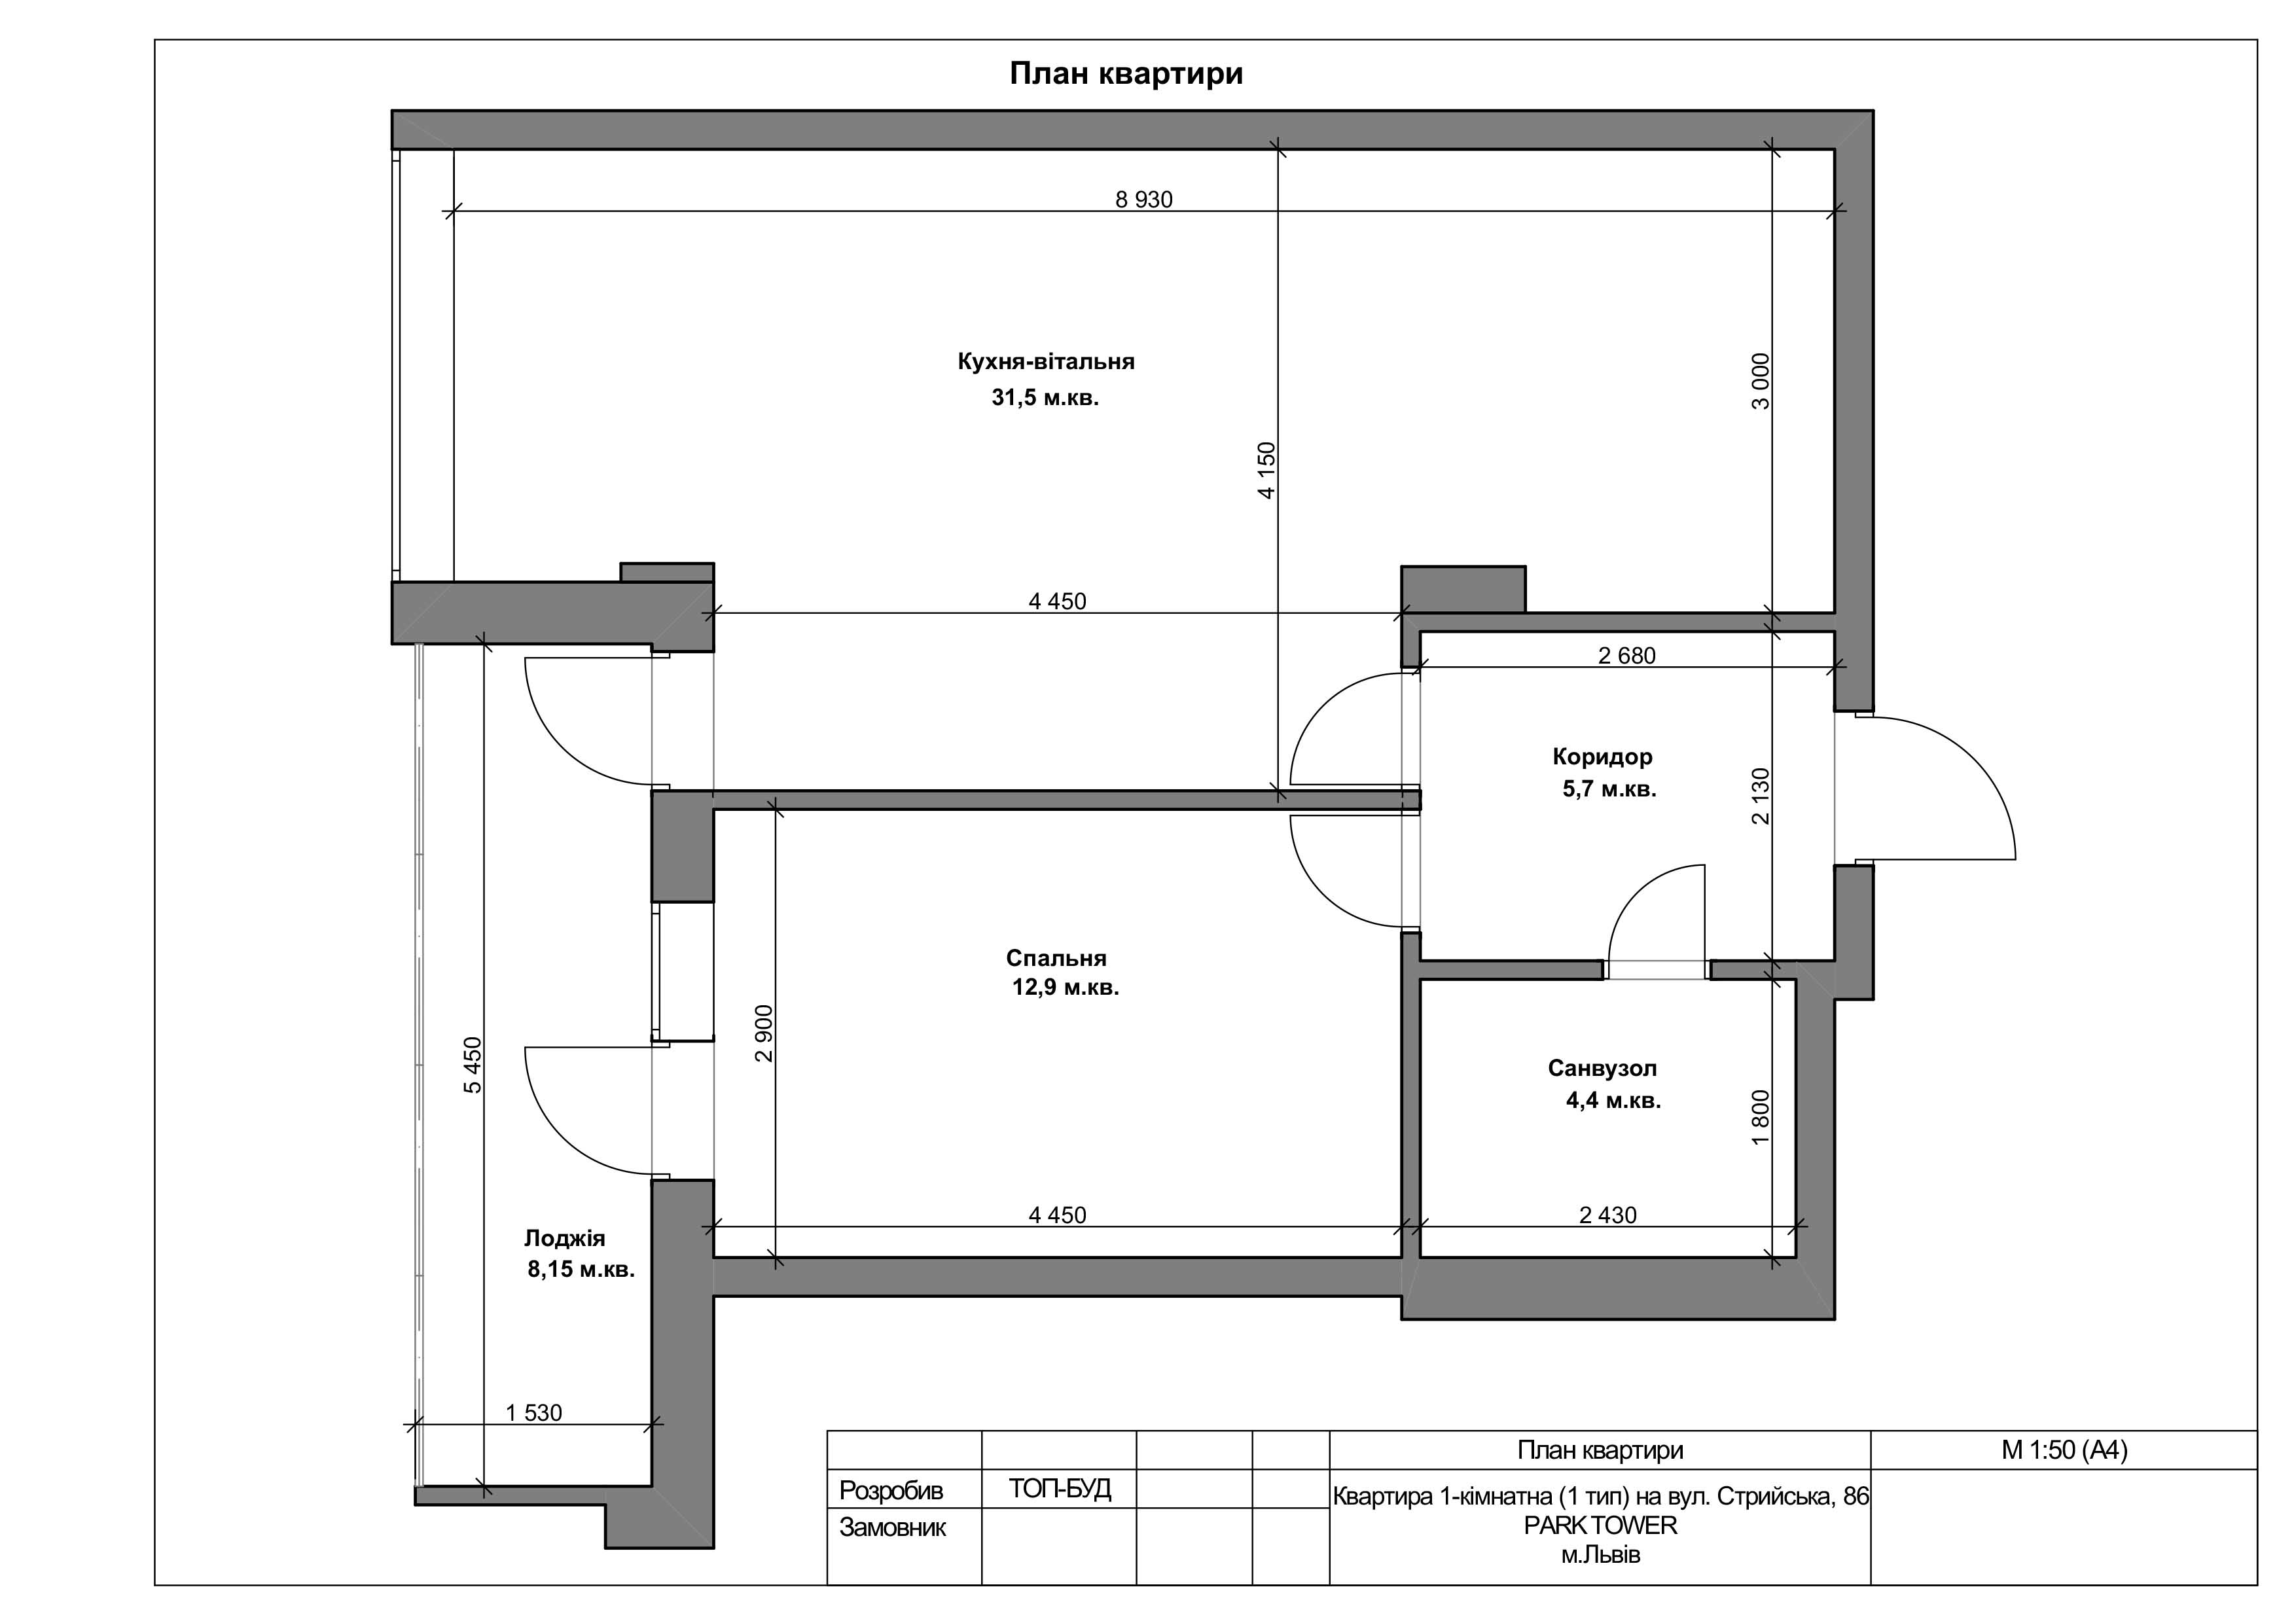 План квартири
8 930
Кухня-вітальня
31,5 м.кв.
3 000
4 150
4 450
2 680
Коридор
5,7 м.кв.
2 130
Спальня
12,9 м.кв.
2 900
5 450
Санвузол
4,4 м.кв.
1 800
4 450
2 430
Лоджія
8,15 м.кв.
1 530
План квартири
М 1:50 (А4)
Розробив
ТОП-БУД
Квартира 1-кімнатна (1 тип) на вул. Стрийська, 86
PARK TOWER
м.Львів
Замовник